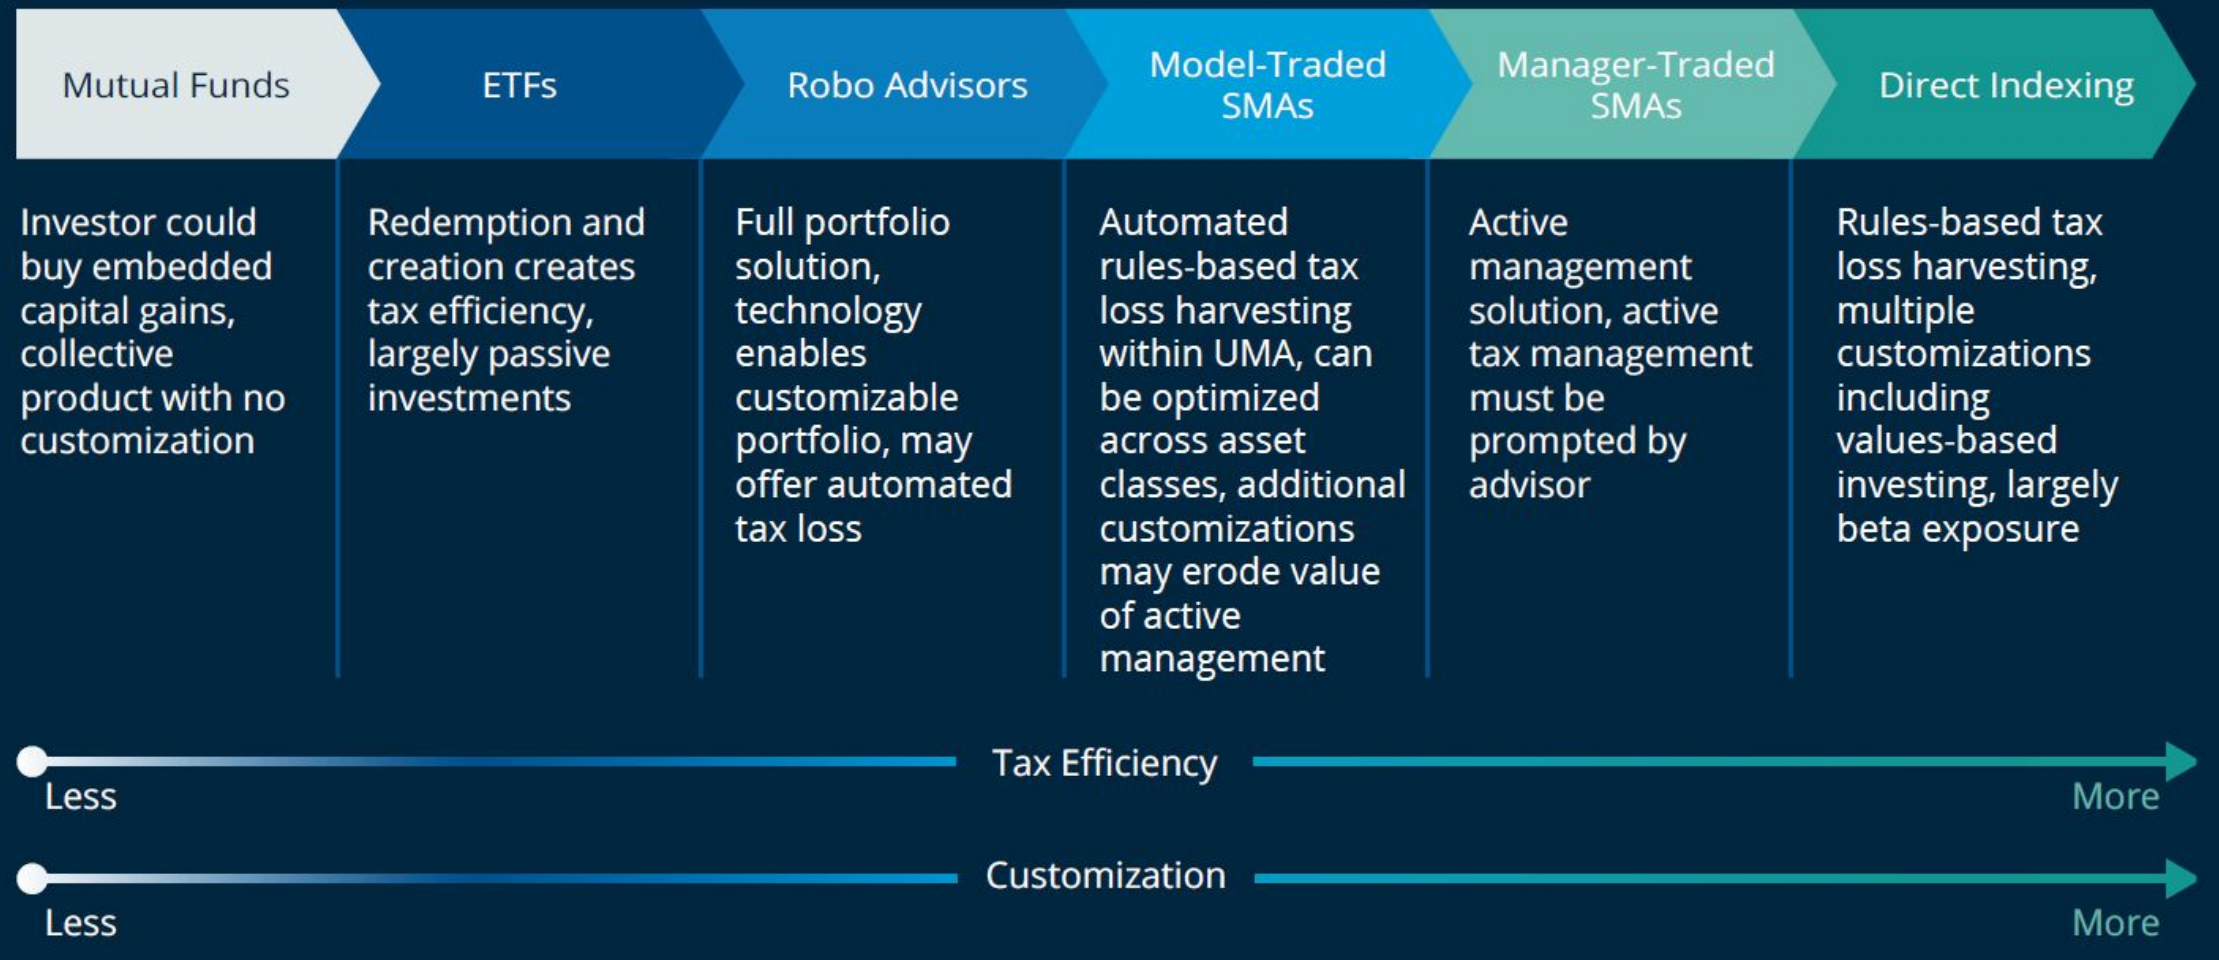 Mutual Funds
ETFs
Robo Advisors
Model-Traded
SMAs
Manager-Traded
SMAs
Direct Indexing
Investor could
buy embedded
capital gains,
collective
product with no
customization
Redemption and
creation creates
tax efficiency,
largely passive
investments
Full portfolio
solution,
technology
enables
customizable
portfolio, may
offer automated
tax loss
Automated
rules-based tax
loss harvesting
within UMA, can
be optimized
across asset
classes, additional
customizations
may erode value
of active
management
Active
management
solution, active
tax management
must be
prompted by
advisor
Rules-based tax
loss harvesting,
multiple
customizations
including
values-based
investing, largely
beta exposure
Tax Efficiency
Less
More
Customization
Less
More